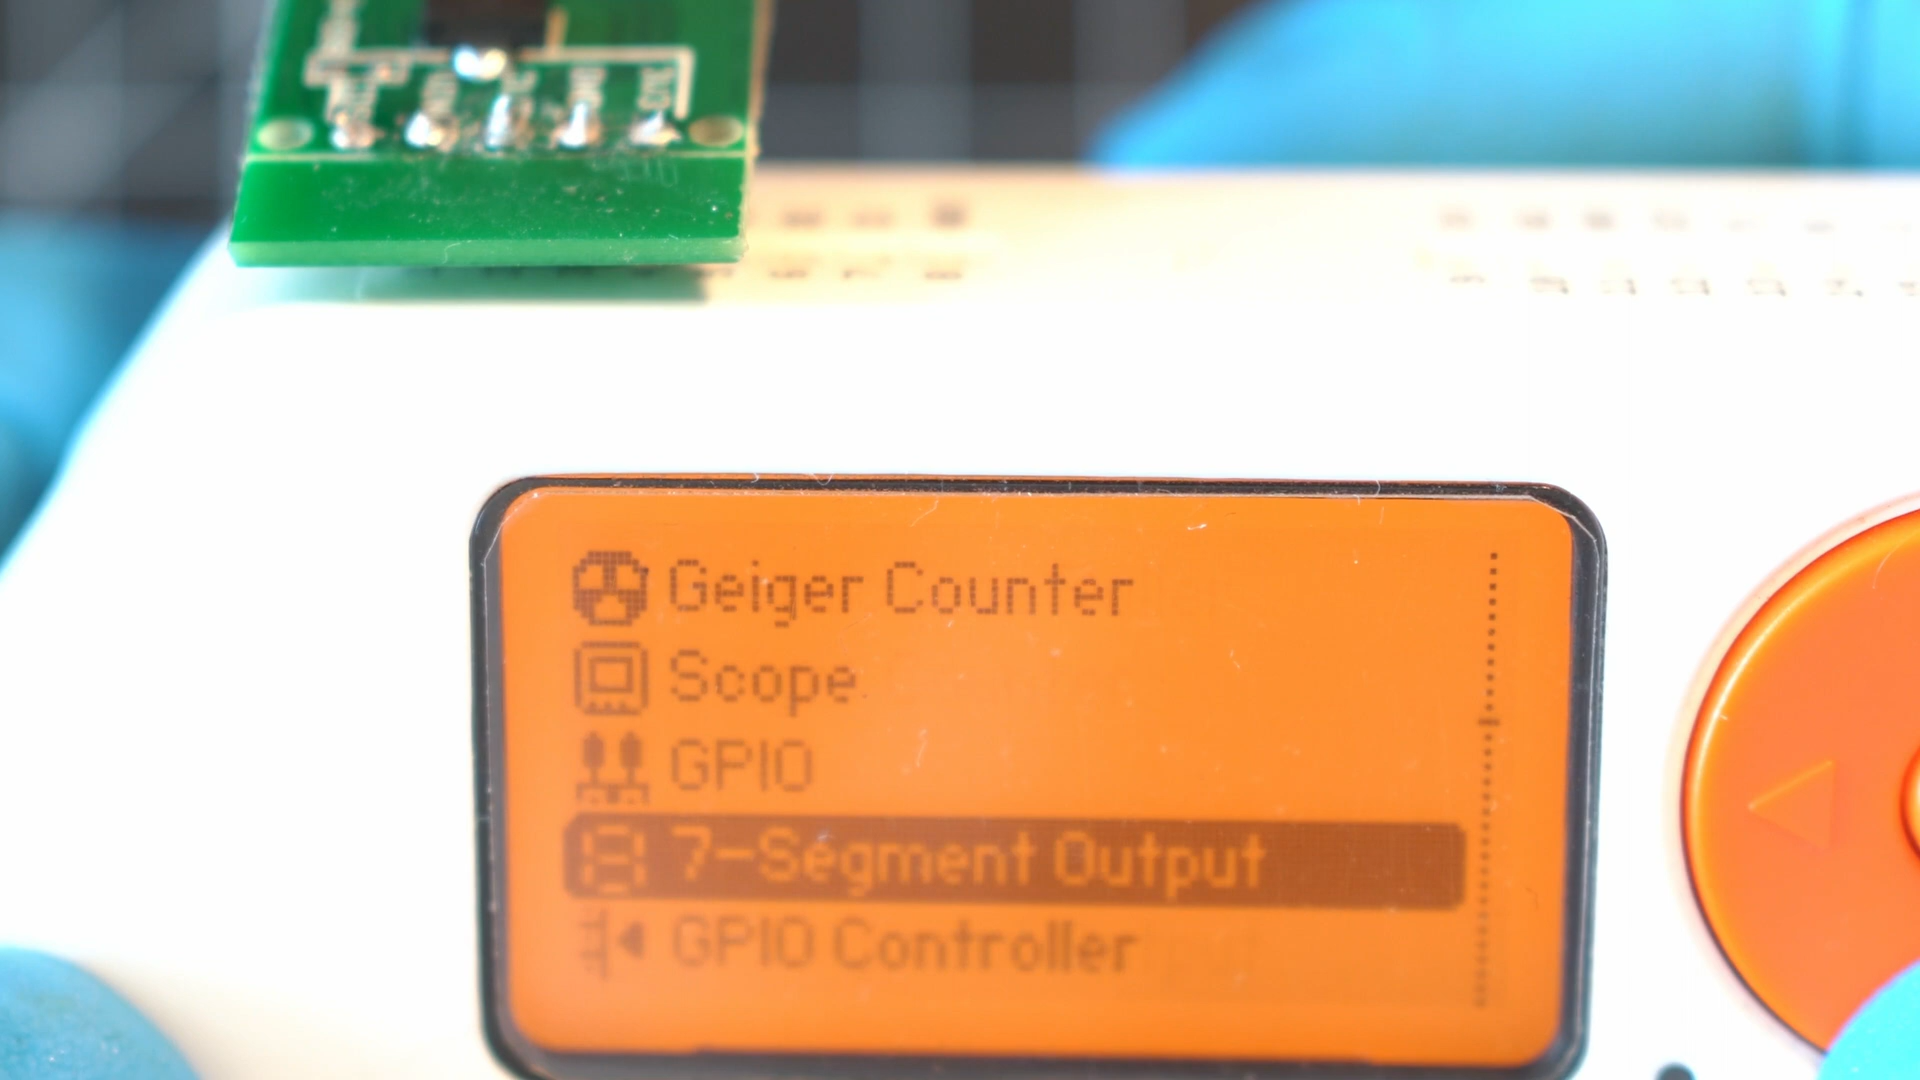 Geiger Counter
Scope
GPIO
7-Segment Output
GPIO Controller